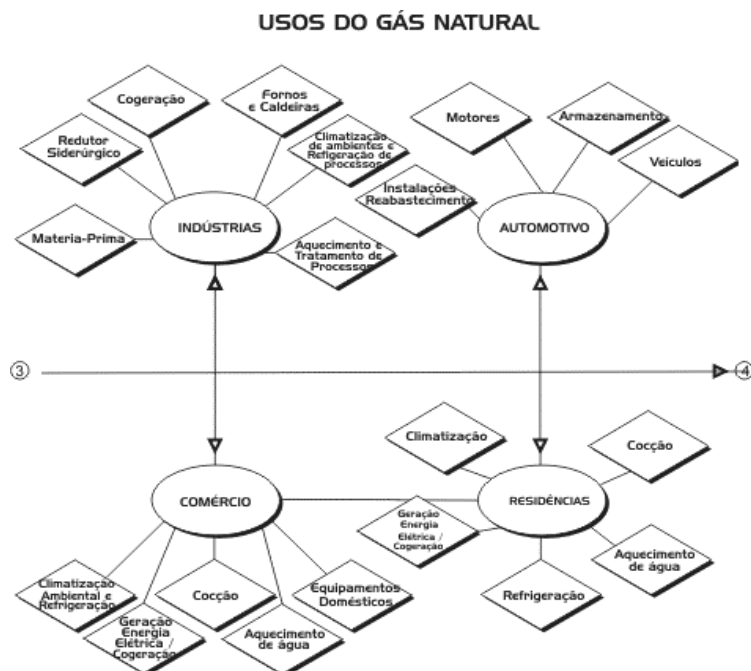 USOS DO GÁS NATURAL
Cogeração
Fornos
e Caldeiras
Redutor
Siderúrgico
Climatização
de ambientes e
Refigeração de
processos
Materia-Prima
INDÚSTRIAS
Aquecimento e
Tratamento de
Processos
Motores
Armazenamento
Veículos
Instalações
Reabastecimento
AUTOMOTIVO
3
4
COMÉRCIO
Climatização
Ambiental e
Refrigeração
Geração
Energia
Elétrica /
Cogeração
Cocção
Aquecimento
de água
Equipamentos
Domésticos
Climatização
Cocção
RESIDÊNCIAS
Geração
Energia
Elétrica /
Cogeração
Refrigeração
Aquecimento
de água